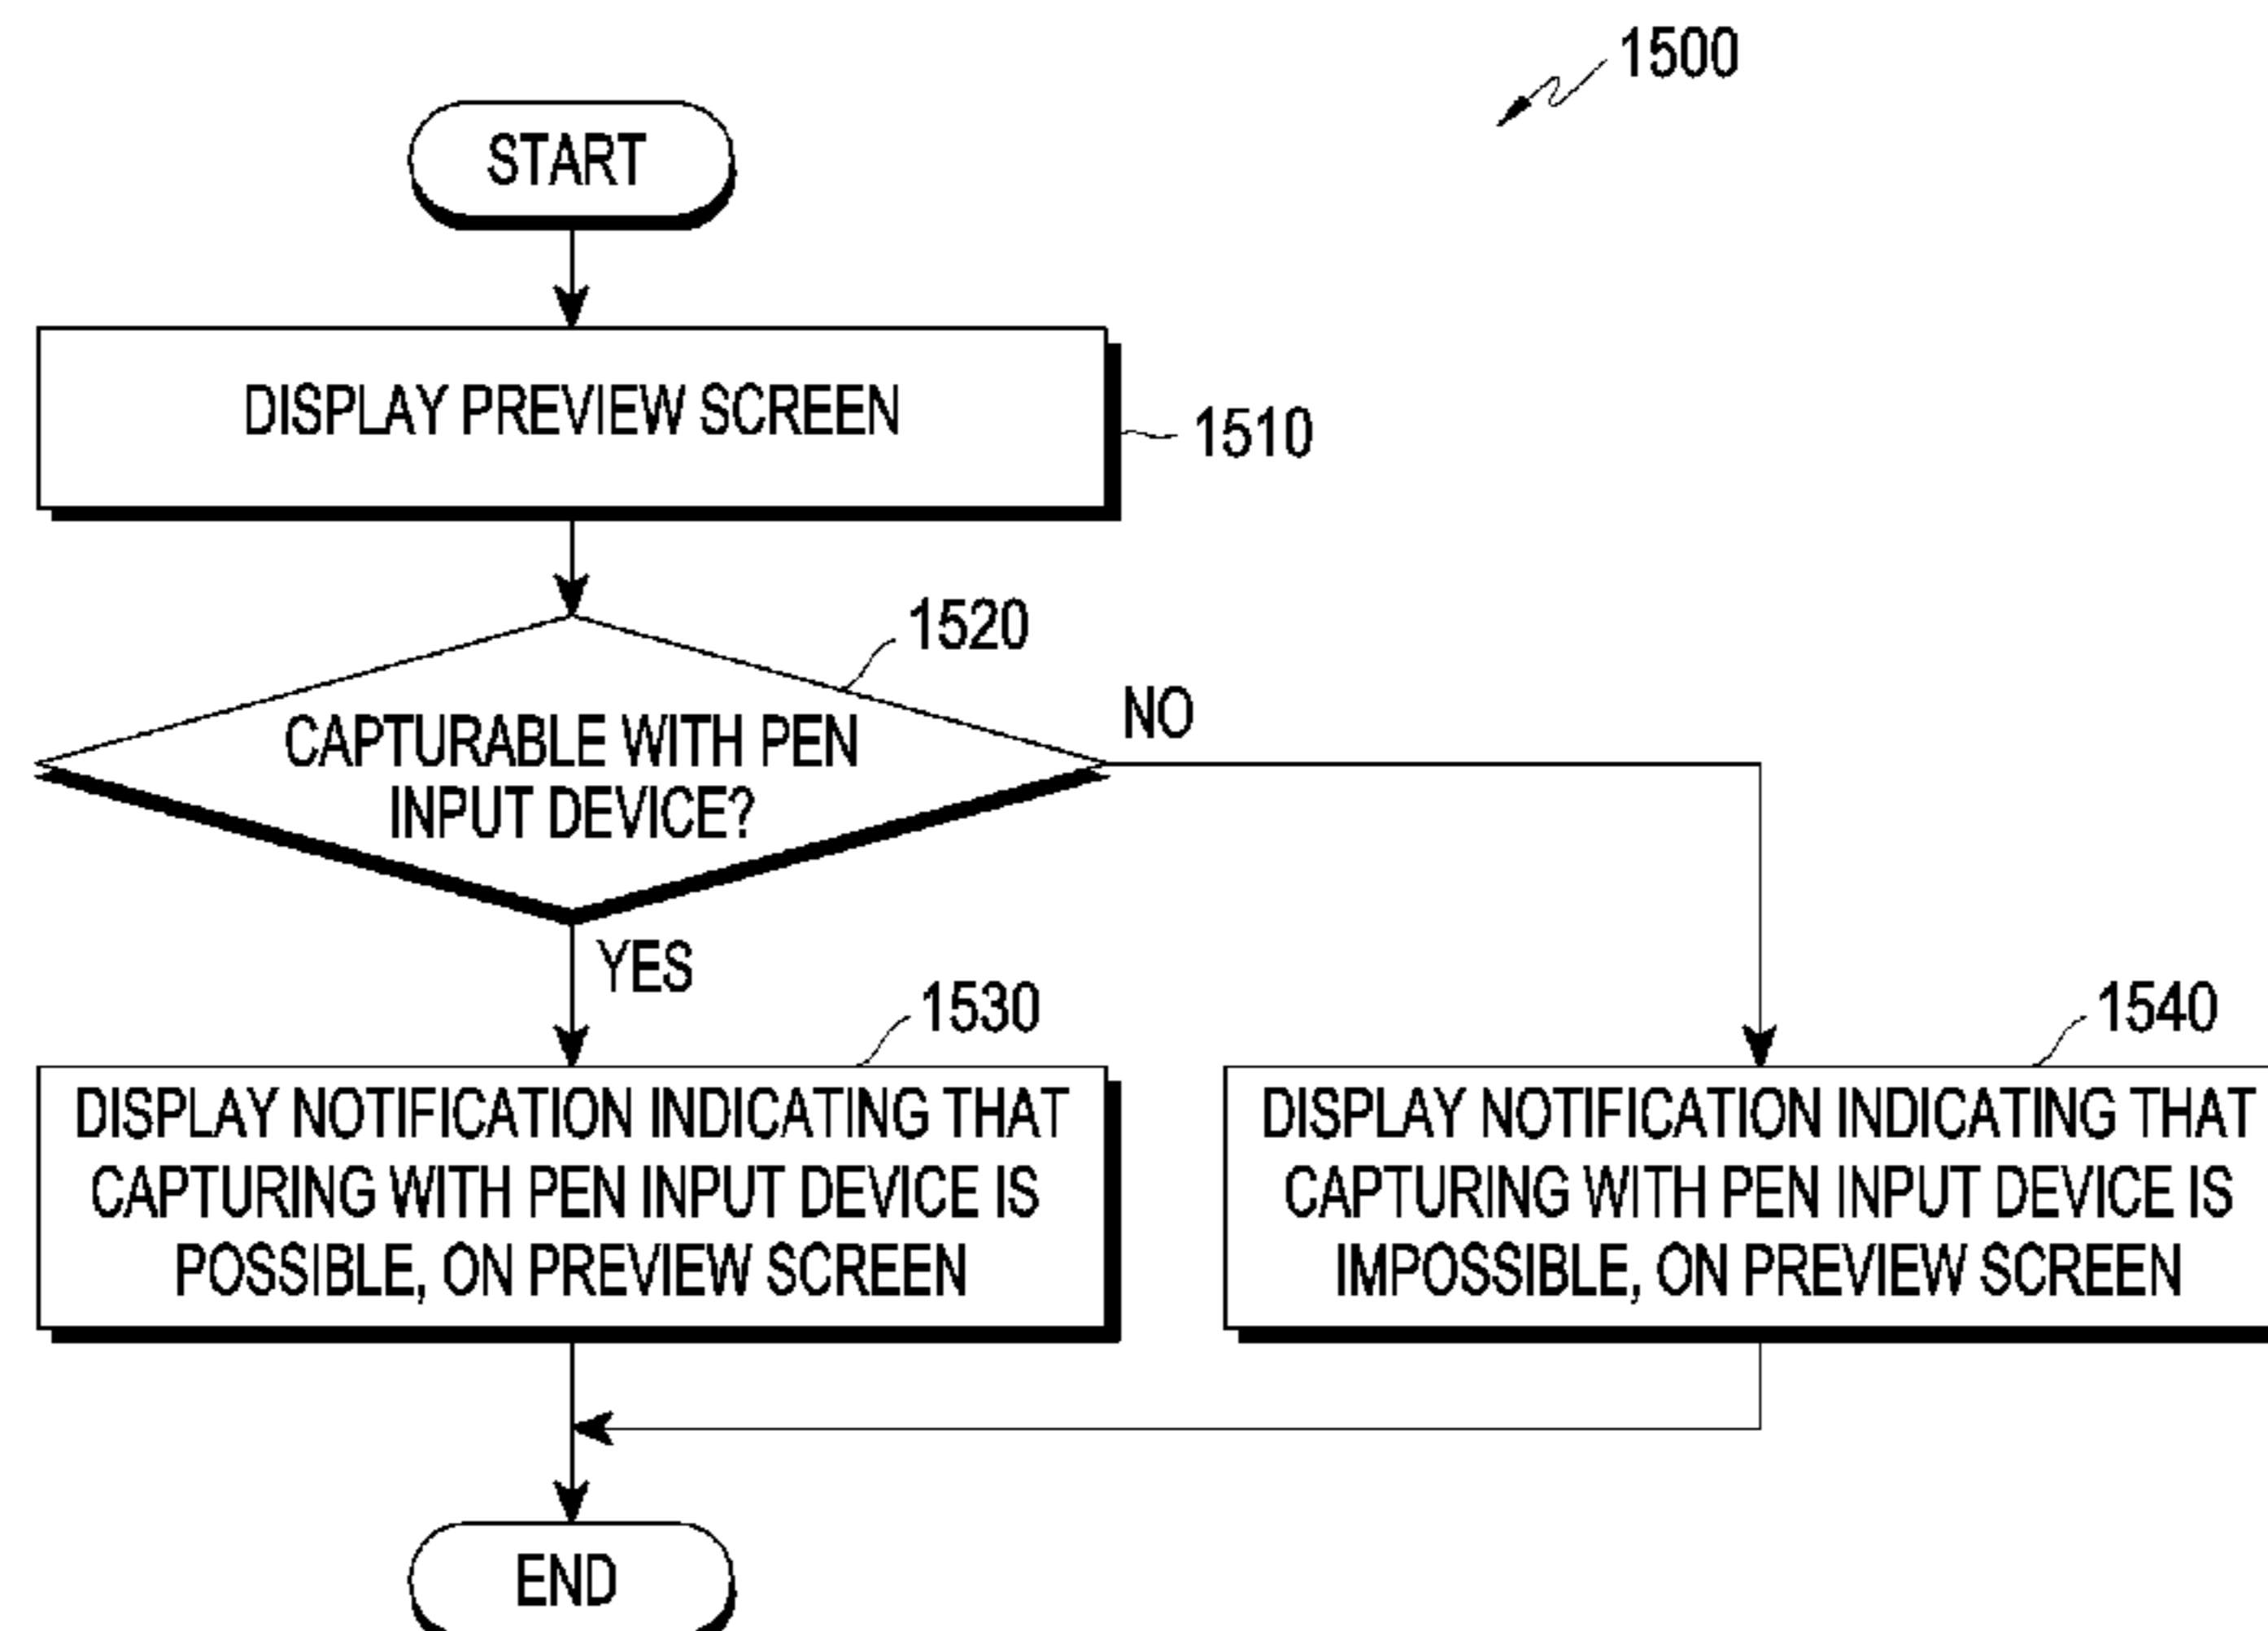 1500
START
DISPLAY PREVIEW SCREEN
1510
1520
CAPTURABLE WITH PEN
INPUT DEVICE?
NO
YES
1530
DISPLAY NOTIFICATION INDICATING THAT
CAPTURING WITH PEN INPUT DEVICE IS
POSSIBLE, ON PREVIEW SCREEN
1540
DISPLAY NOTIFICATION INDICATING THAT
CAPTURING WITH PEN INPUT DEVICE IS
IMPOSSIBLE, ON PREVIEW SCREEN
END